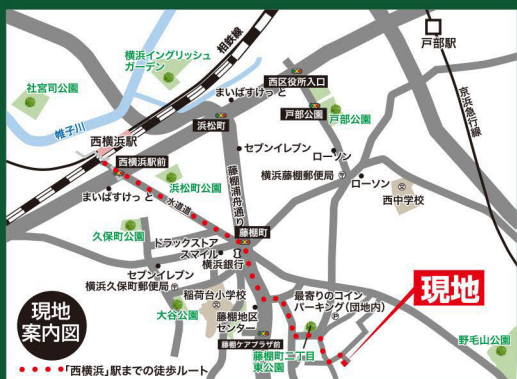 戸部駅
相鉄線
横浜イングリッシュ
ガーデン
社宮司公園
西区役所入口
まいばすけっと
帷子川
戸部公園
戸部公園
京浜急行線
浜松町
西横浜駅
セブンイレブン
ローソン
西横浜駅前
横浜藤棚郵便局
ローソン
まいばすけっと
浜松町公園
藤棚浦舟通り
西中学校
水道道
久保町公園
藤棚町
ドラッグストア
スマイル
横浜銀行
セブンイレブン
横浜久保町郵便局
稲荷台小学校
最寄りのコイン
パーキング(団地内)
P
現地
現地
案内図
大谷公園
藤棚地区
センター
藤棚ケアプラザ前
藤棚町二丁目
東公園
野毛山公園
「西横浜」駅までの徒歩ルート